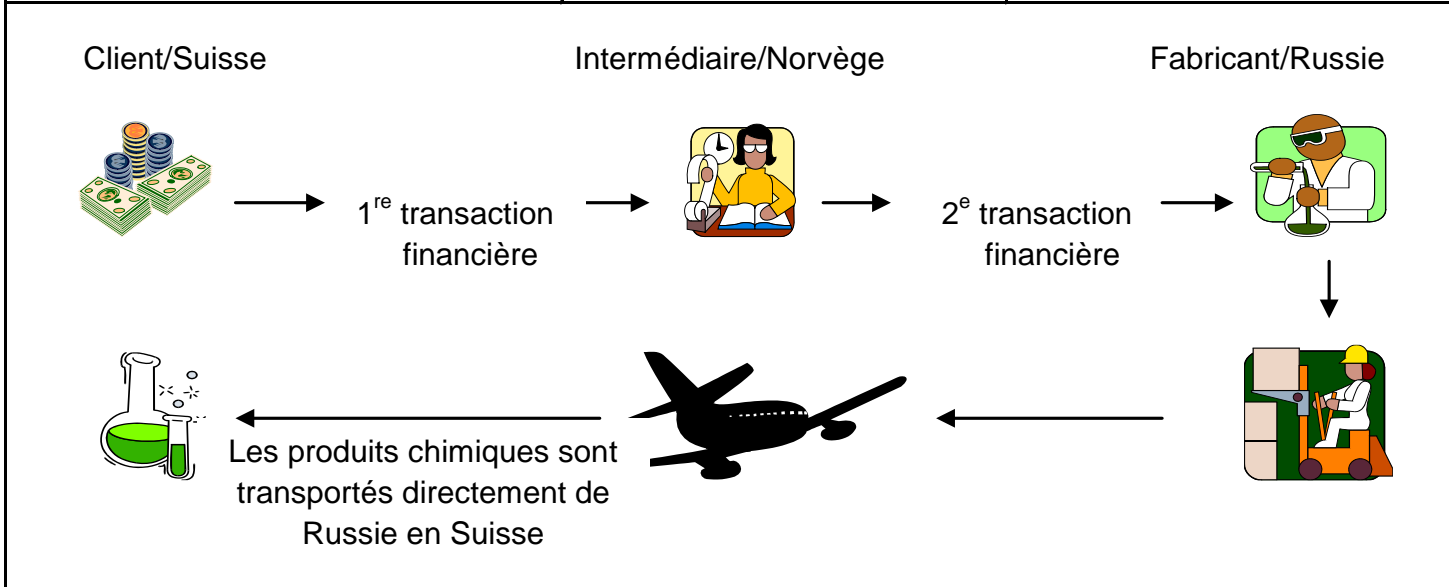 Client/Suisse
Intermédiaire/Norvège
Fabricant/Russie
1re transaction
financière
2e transaction
financière
Les produits chimiques sont
transportés directement de
Russie en Suisse